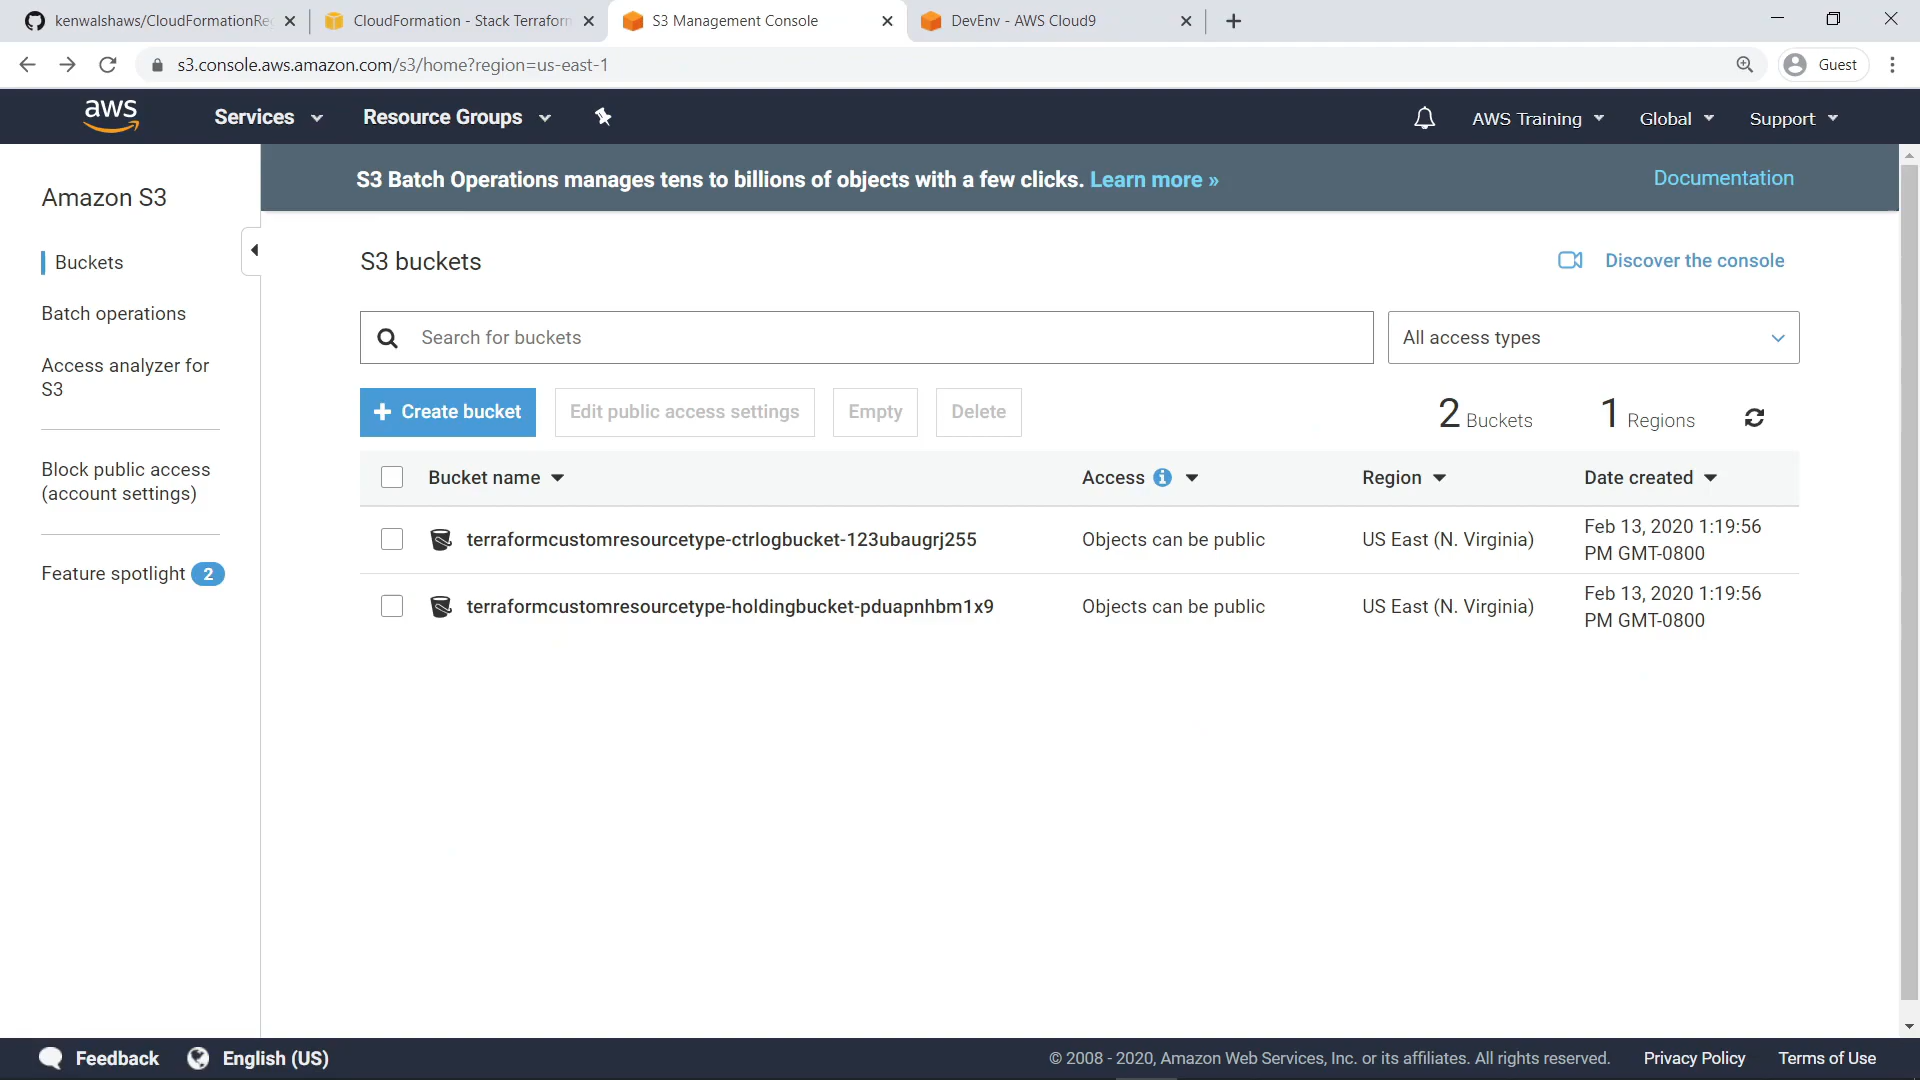 kenwalshaws/CloudFormationRe
CloudFormation - Stack Terraform
S3 Management Console
DevEnv - AWS Cloud9
s3.console.aws.amazon.com/s3/home?region=us-east-1
Guest
aws
Services
Resource Groups
AWS Training
Global
Support
Amazon S3
Buckets
Batch operations
Access analyzer for
S3
Block public access
(account settings)
Feature spotlight 2
S3 Batch Operations manages tens to billions of objects with a few clicks. Learn more »
Documentation
S3 buckets
Discover the console
Search for buckets
All access types
Create bucket
Edit public access settings
Empty
Delete
2 Buckets
1 Regions
Bucket name
Access
Region
Date created
terraformcustomresourcetype-ctrlogbucket-123ubaugrj255
Objects can be public
US East (N. Virginia)
Feb 13, 2020 1:19:56
PM GMT-0800
terraformcustomresourcetype-holdingbucket-pduapnhbm1x9
Objects can be public
US East (N. Virginia)
Feb 13, 2020 1:19:56
PM GMT-0800
Feedback
English (US)
© 2008 - 2020, Amazon Web Services, Inc. or its affiliates. All rights reserved.
Privacy Policy
Terms of Use